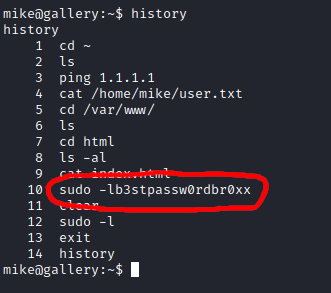 mike@gallery:~$ history
history
1 cd ~
2 ls
3 ping 1.1.1.1
4 cat /home/mike/user.txt
5 cd /var/www/
6 ls
7 cd html
8 ls -al
9 cat index.html
10 sudo -lb3stpassw0rdbr0xx
11 clear
12 sudo -l
13 exit
14 history
mike@gallery:~$